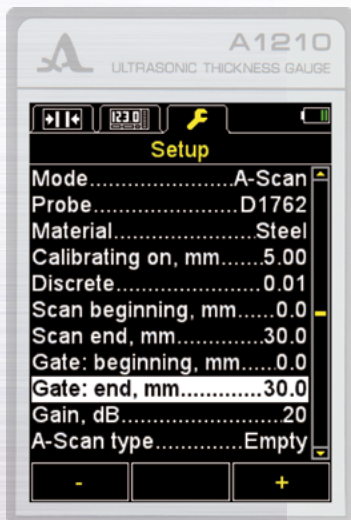 A1210
ULTRASONIC THICKNESS GAUGE
123.0
Setup
Mode......................A-Scan
Probe......................D1762
Material.....................Steel
Calibrating on, mm.......5.00
Discrete......................0.01
Scan beginning, mm......0.0
Scan end, mm............30.0
Gate: beginning, mm......0.0
Gate: end, mm.............30.0
Gain, dB.......................20
A-Scan type.............Empty
- +